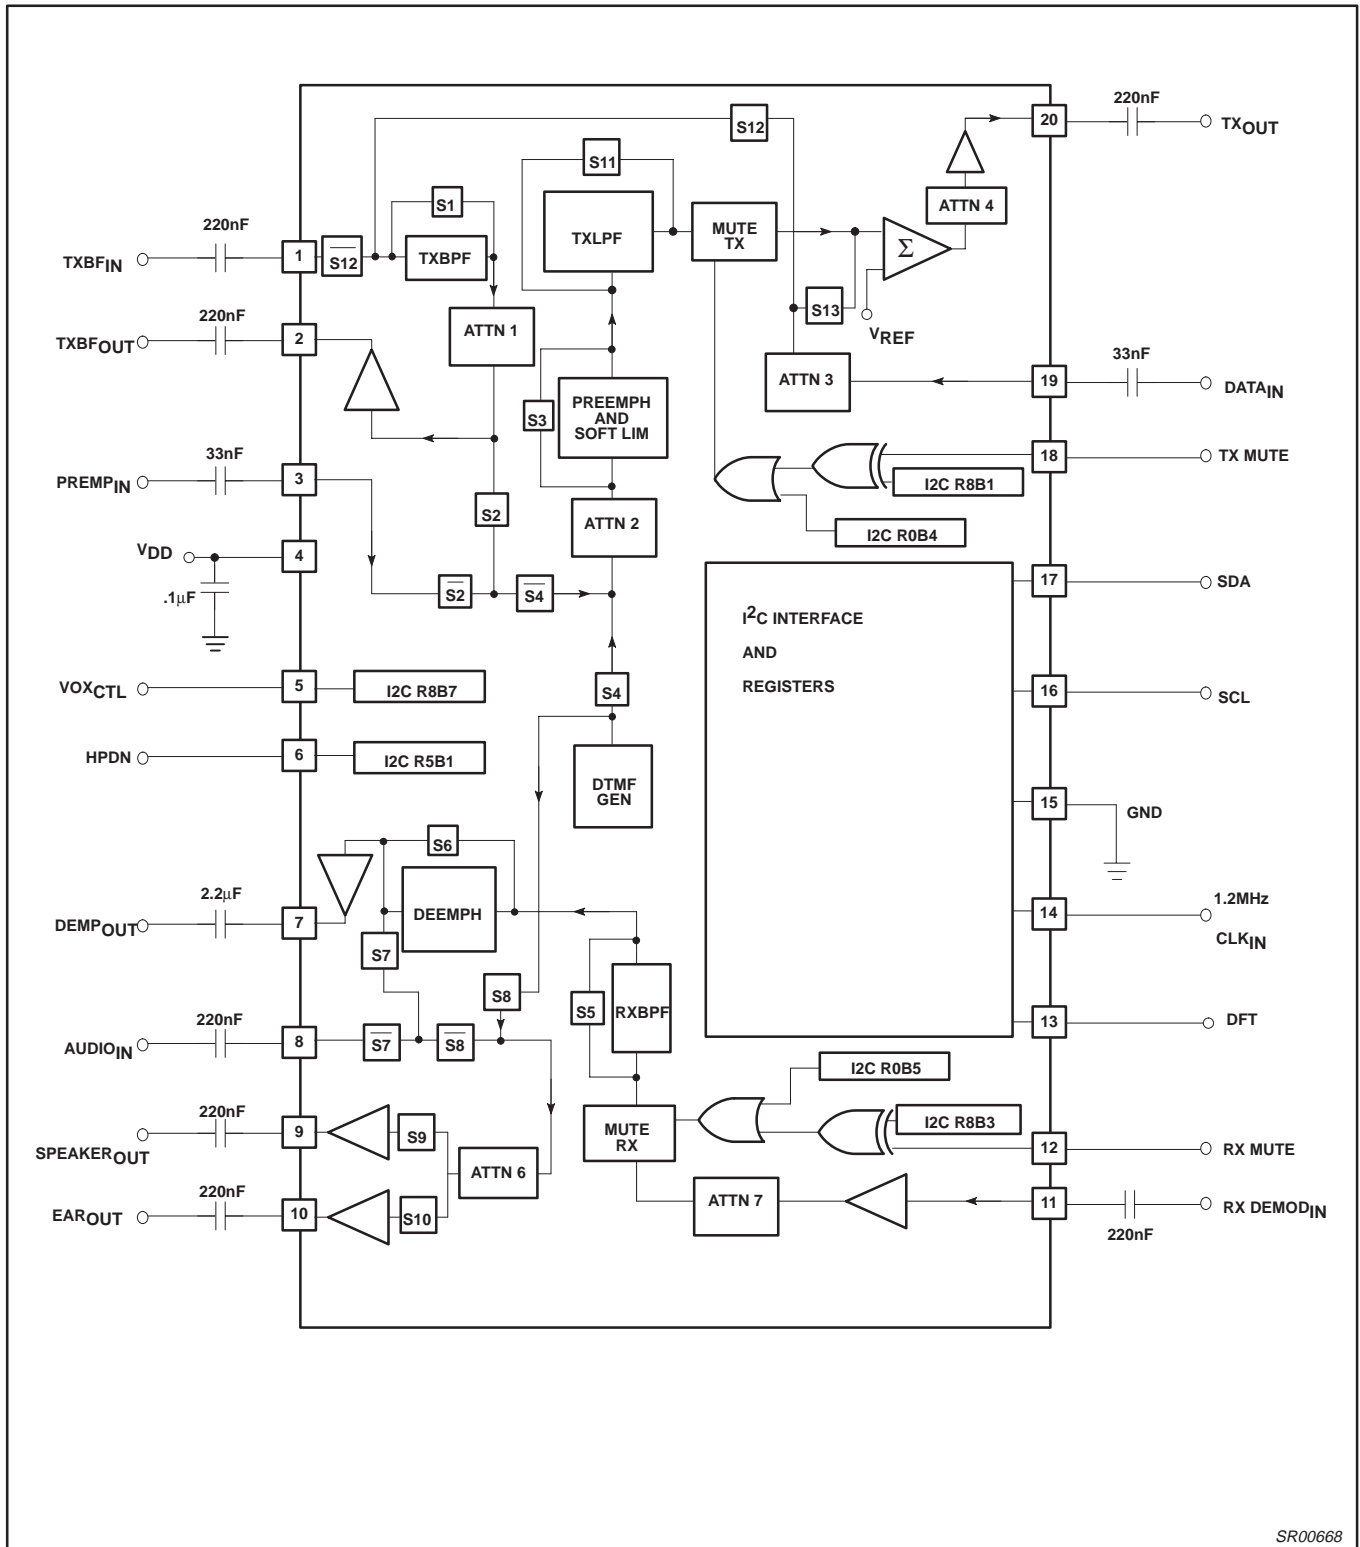 220nF
TXBFIN
1
S12
S1
TXBPF
ATTN 1
220nF
TXBFOUT
2
33nF
PREMPIN
3
S2
VDD
4
.1μF
S2
S4
VOXCTL
5
I2C R8B7
HPDN
6
I2C R5B1
S12
S11
TXLPF
MUTE
TX
PREEMPH
AND
SOFT LIM
S3
ATTN 2
S4
DTMF
GEN
Σ
VREF
S13
ATTN 3
ATTN 4
20
220nF
TXOUT
19
33nF
DATAIN
18
TX MUTE
I2C R8B1
I2C R0B4
I2C INTERFACE
AND
REGISTERS
17
SDA
16
SCL
15
GND
14
1.2MHz
CLKIN
13
DFT
2.2μF
DEMPOUT
7
S6
DEEMPH
S7
220nF
AUDIOIN
8
S7
S8
S8
S5
RXBPF
220nF
SPEAKEROUT
9
S9
ATTN 6
220nF
EAROUT
10
S10
MUTE
RX
ATTN 7
I2C R0B5
I2C R8B3
12
RX MUTE
11
RX DEMODIN
220nF
SR00668